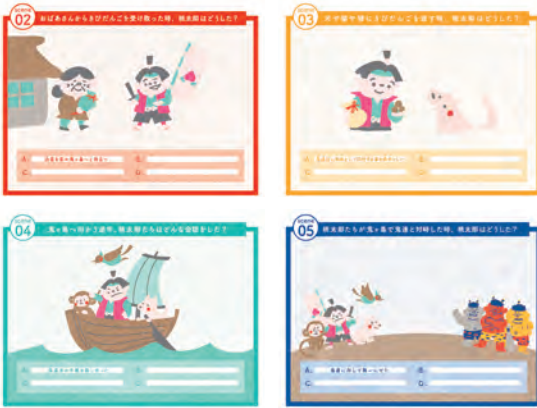 SCENE
02
おばあさんからきびだんごを受け取った時、桃太郎はどうした?
A.
B.
C.
D.
SCENE
03
犬や猿や雉にきびだんごを渡す時、桃太郎はどうした?
A.
B.
C.
D.
SCENE
04
鬼ヶ島へ向かう途中、桃太郎たちはどんな会話をした?
A.
B.
C.
D.
SCENE
05
桃太郎たちが鬼ヶ島で鬼達と対峙した時、桃太郎はどうした?
A.
B.
C.
D.